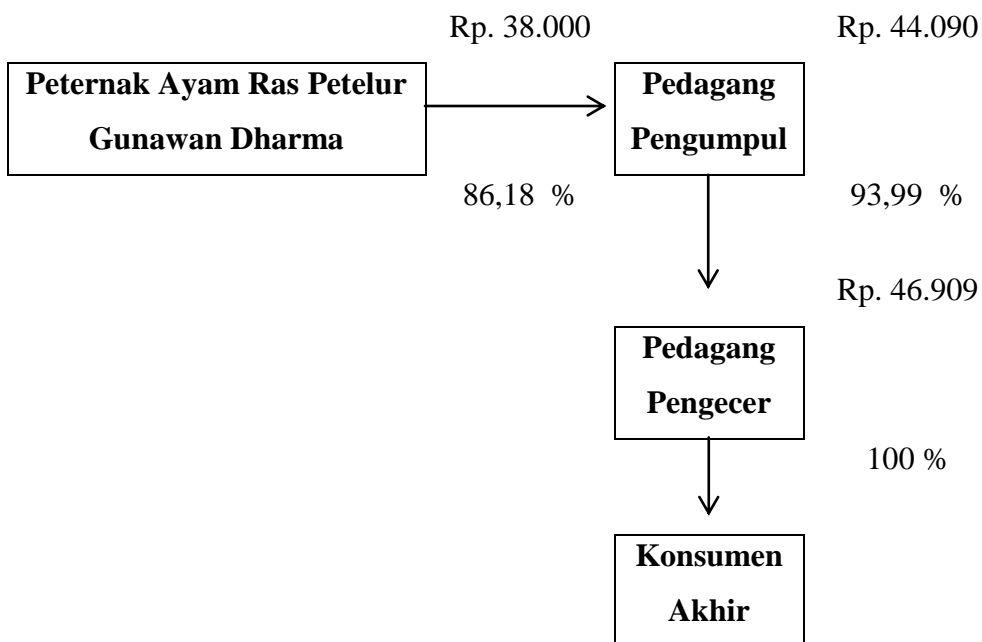 Rp. 38.000
Rp. 44.090
Peternak Ayam Ras Petelur
Gunawan Dharma
Pedagang
Pengumpul
86,18 %
93,99 %
Rp. 46.909
Pedagang
Pengecer
100 %
Konsumen
Akhir